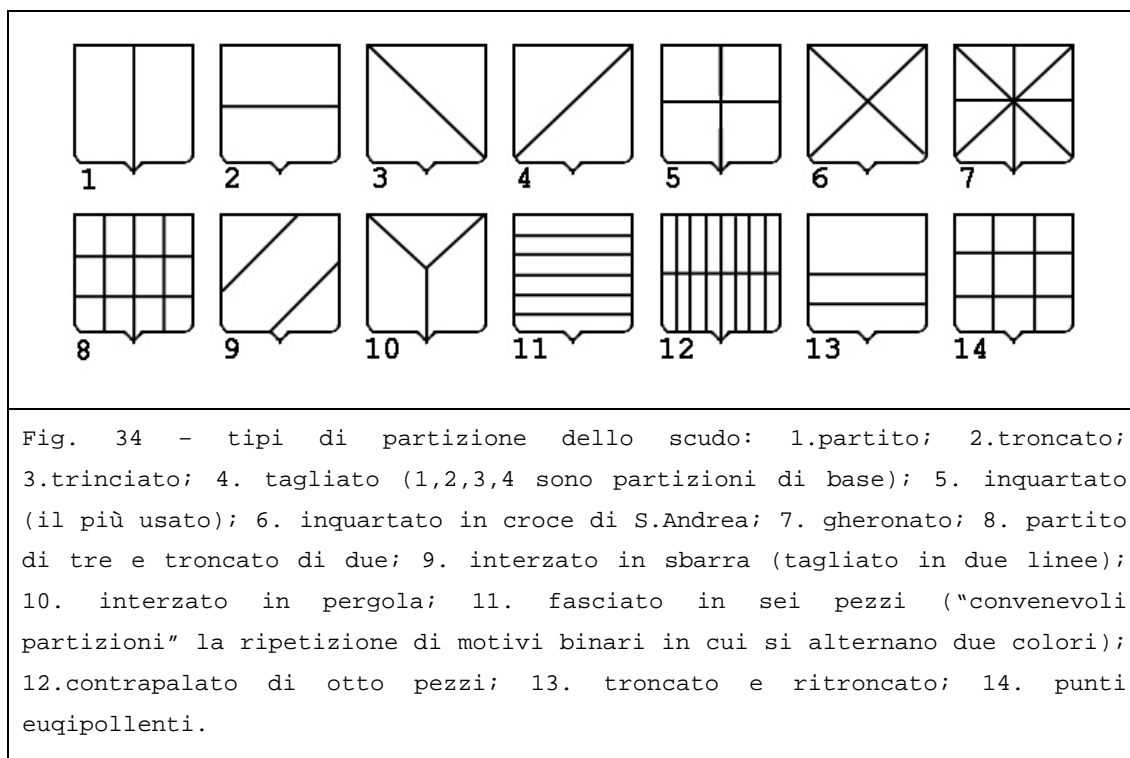 1 2 3 4 5 6 7
8 9 10 11 12 13 14
Fig. 34 – tipi di partizione dello scudo: 1.partito; 2.troncato;
3.trinciato; 4. tagliato (1,2,3,4 sono partizioni di base); 5. inquartato
(il più usato); 6. inquartato in croce di S.Andrea; 7. gheronato; 8. partito
di tre e troncato di due; 9. interzato in sbarra (tagliato in due linee);
10. interzato in pergola; 11. fasciato in sei pezzi (“convenevoli
partizioni” la ripetizione di motivi binari in cui si alternano due colori);
12.contrapalato di otto pezzi; 13. troncato e ritroncato; 14. punti
euqipollenti.